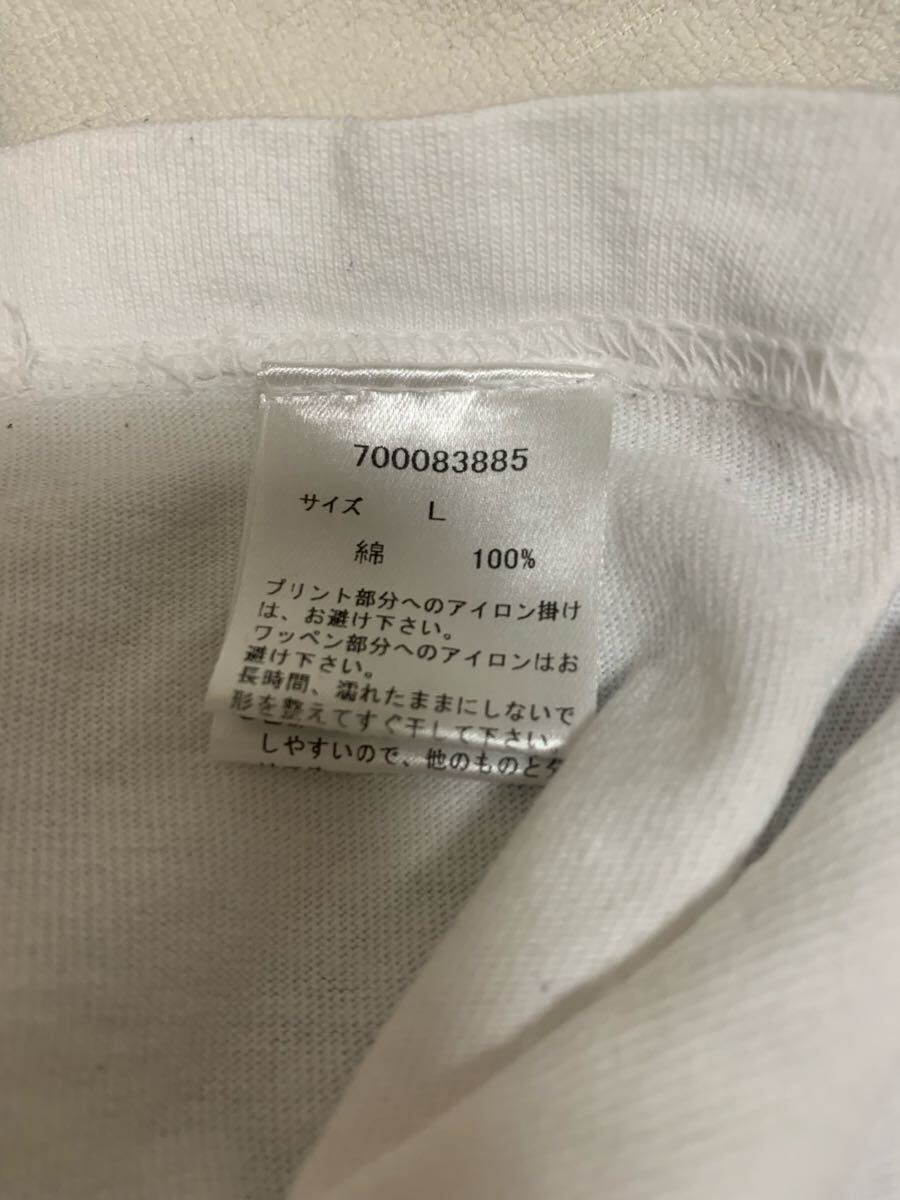 700083885
サイズ L
綿 100%
プリント部分へのアイロン掛け
は、お避け下さい。
ワッペン部分へのアイロンはお
避け下さい。
長時間、濡れたままにしないで
形を整えてすぐ干して下さい
しやすいので、他のものと